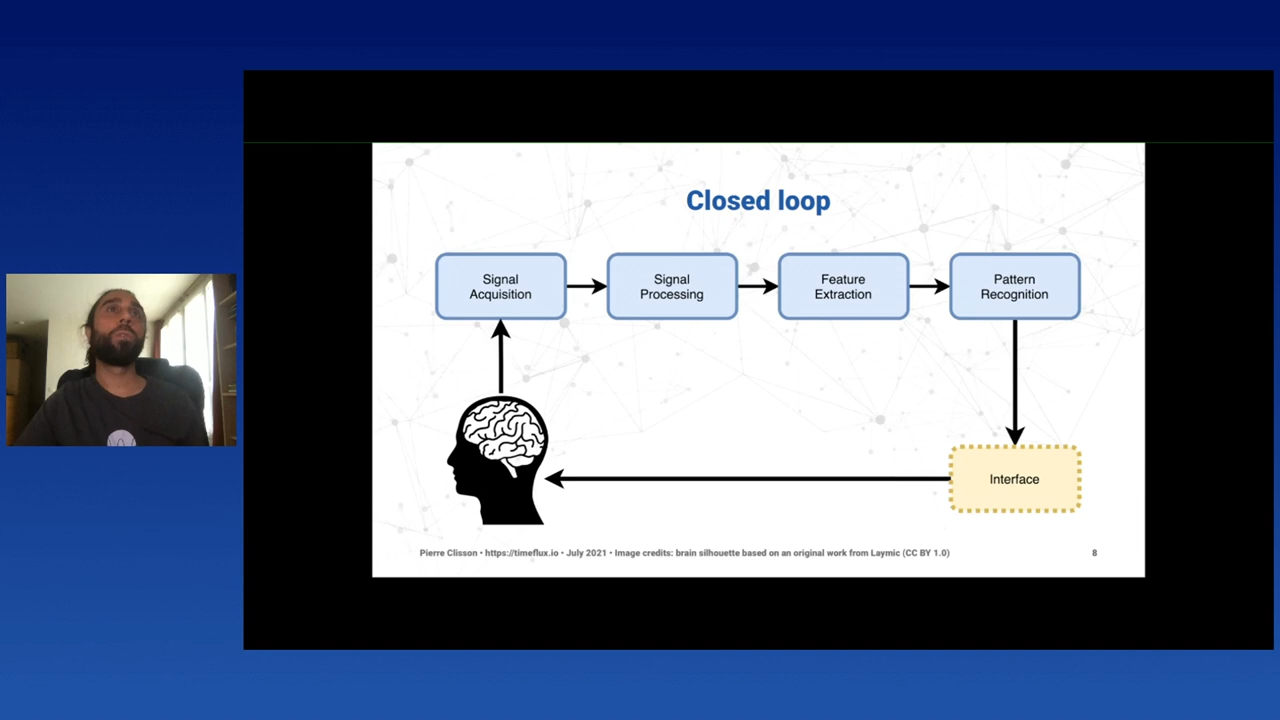 Closed loop
Signal
Acquisition
Signal
Processing
Feature
Extraction
Pattern
Recognition
Interface
Pierre Clisson • https://timeflux.io • July 2021 • Image credits: brain silhouette based on an original work from Laymic (CC BY 1.0)
8